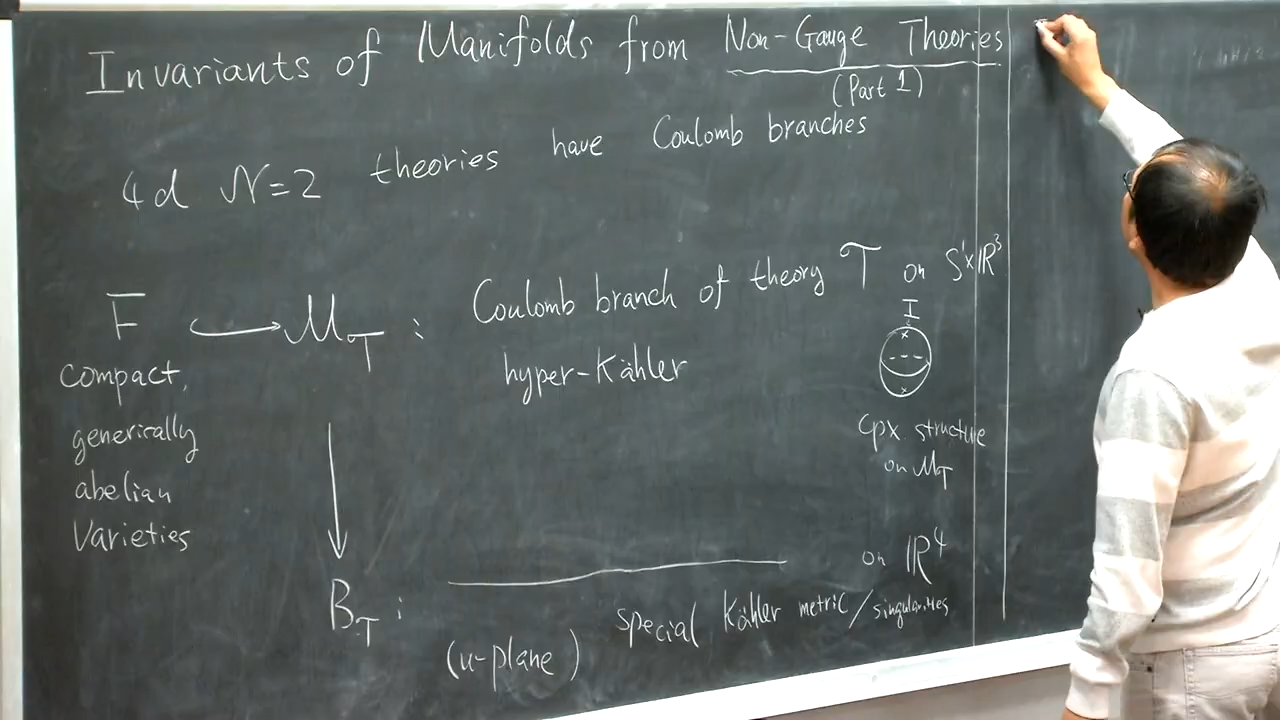 Invariants of Manifolds from Non-Gauge Theories
(Part 1)
4d N=2 theories have Coulomb branches
F ↪ M_T : Coulomb branch of theory T on S¹×ℝ³
hyper-Kähler
I
compact,
generically
abelian
Varieties
Cpx. structure
on M_T
B_T : ———— on ℝ⁴
(u-plane) special Kähler metric/singularities